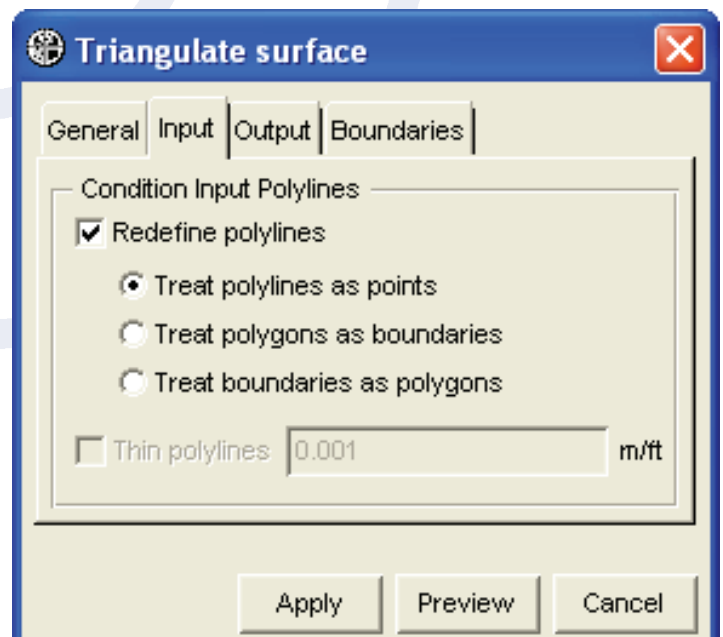 Triangulate surface
General Input Output Boundaries
Condition Input Polylines
Redefine polylines
Treat polylines as points
Treat polygons as boundaries
Treat boundaries as polygons
Thin polylines 0.001 m/ft
Apply Preview Cancel